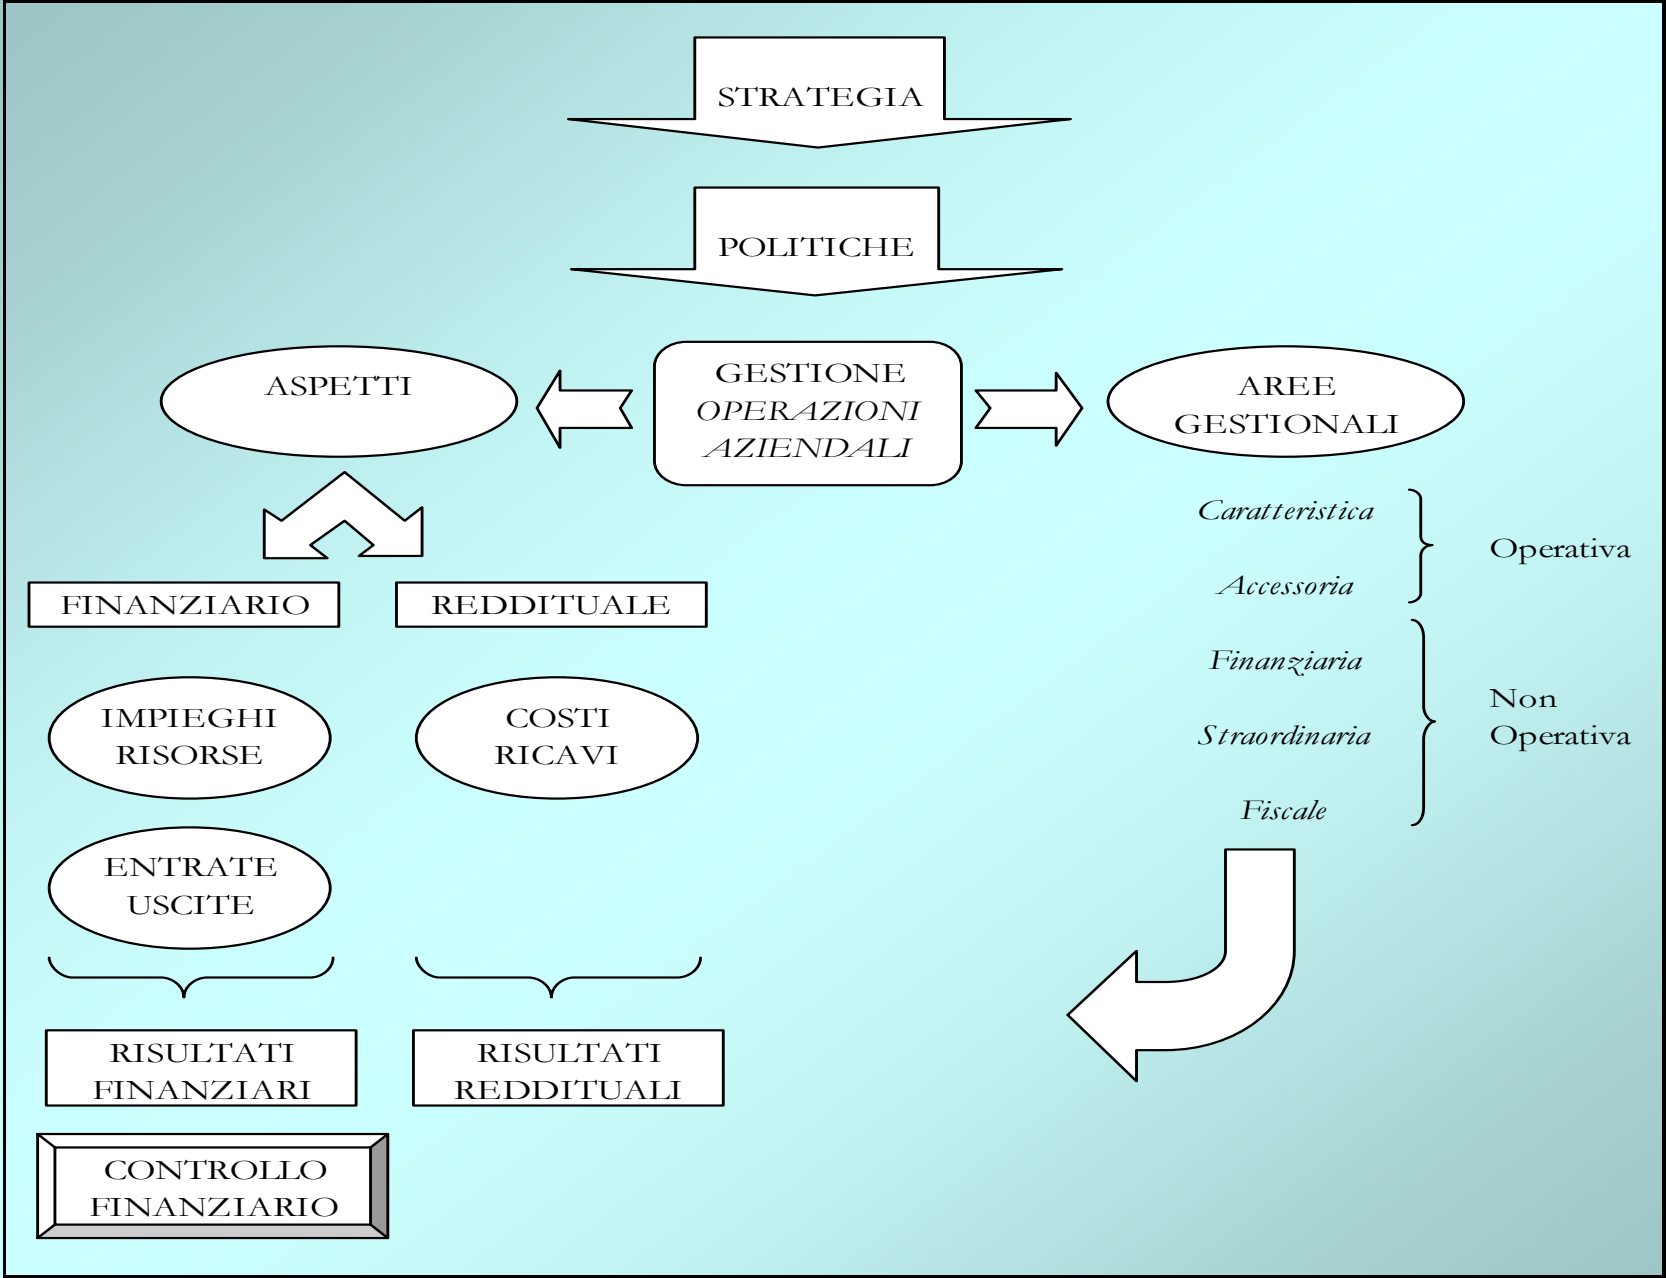 STRATEGIA
POLITICHE
ASPETTI
GESTIONE
OPERAZIONI
AZIENDALI
AREE
GESTIONALI
Caratteristica
Accessoria
Operativa
Finanziaria
Straordinaria
Fiscale
Non
Operativa
FINANZIARIO
REDDITUALE
IMPIEGHI
RISORSE
COSTI
RICAVI
ENTRATE
USCITE
RISULTATI
FINANZIARI
RISULTATI
REDDITUALI
CONTROLLO
FINANZIARIO